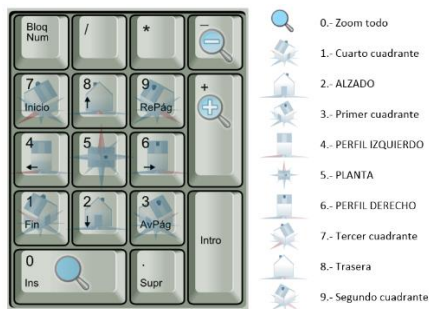 Bloq
Num
/
*
−
7
Inicio
8
9
RePág
+
4
5
6
1
Fin
2
3
AvPág
Intro
0
Ins
.
Supr
0.- Zoom todo
1.- Cuarto cuadrante
2.- ALZADO
3.- Primer cuadrante
4.- PERFIL IZQUIERDO
5.- PLANTA
6.- PERFIL DERECHO
7.- Tercer cuadrante
8.- Trasera
9.- Segundo cuadrante